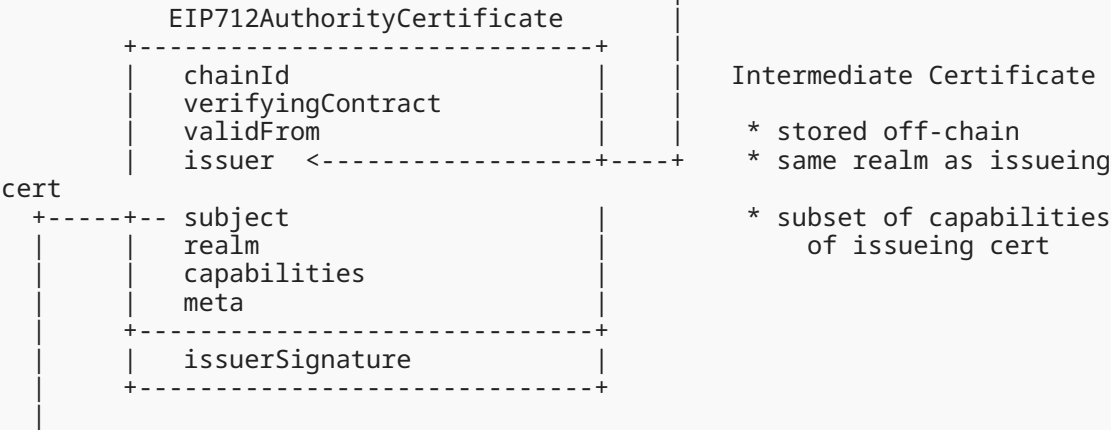 |
           EIP712AuthorityCertificate        |
        +------------------------------+     |
        |   chainId                    |     |   Intermediate Certificate
        |   verifyingContract          |     |
        |   validFrom                  |     |    * stored off-chain
        |   issuer  <------------------+----+    * same realm as issueing
cert
  +-----+-- subject                    |         * subset of capabilities
  |     |   realm                      |             of issueing cert
  |     |   capabilities               |
  |     |   meta                       |
  |     +------------------------------+
  |     |   issuerSignature            |
  |     +------------------------------+
  |